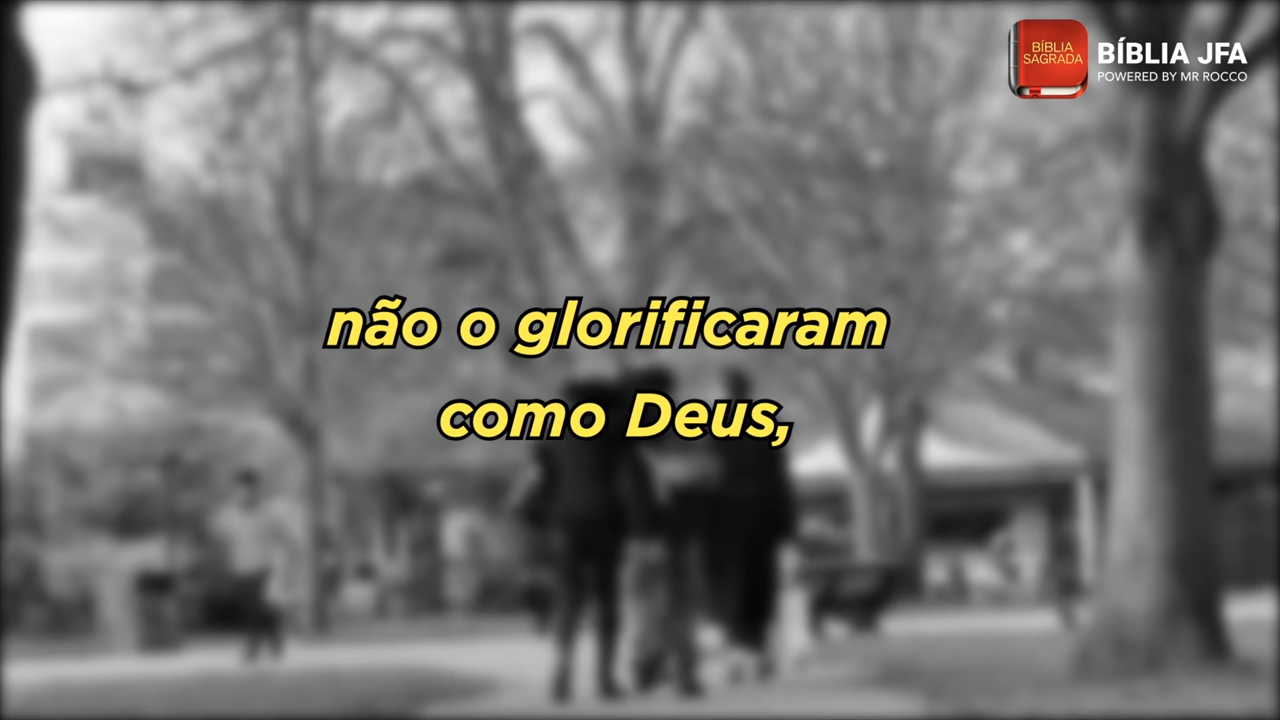 BÍBLIA
SAGRADA
BÍBLIA JFA
POWERED BY MR ROCCO
não o glorificaram
como Deus,